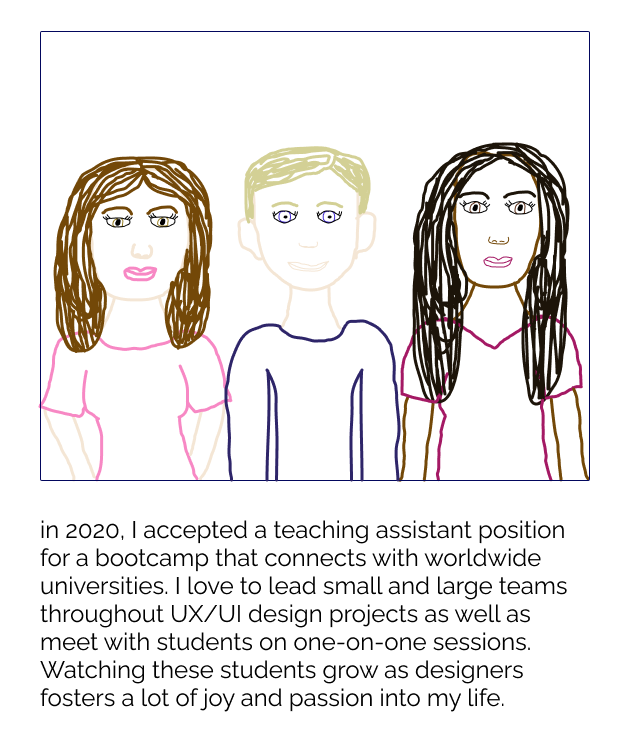 in 2020, I accepted a teaching assistant position
for a bootcamp that connects with worldwide
universities. I love to lead small and large teams
throughout UX/UI design projects as well as
meet with students on one-on-one sessions.
Watching these students grow as designers
fosters a lot of joy and passion into my life.